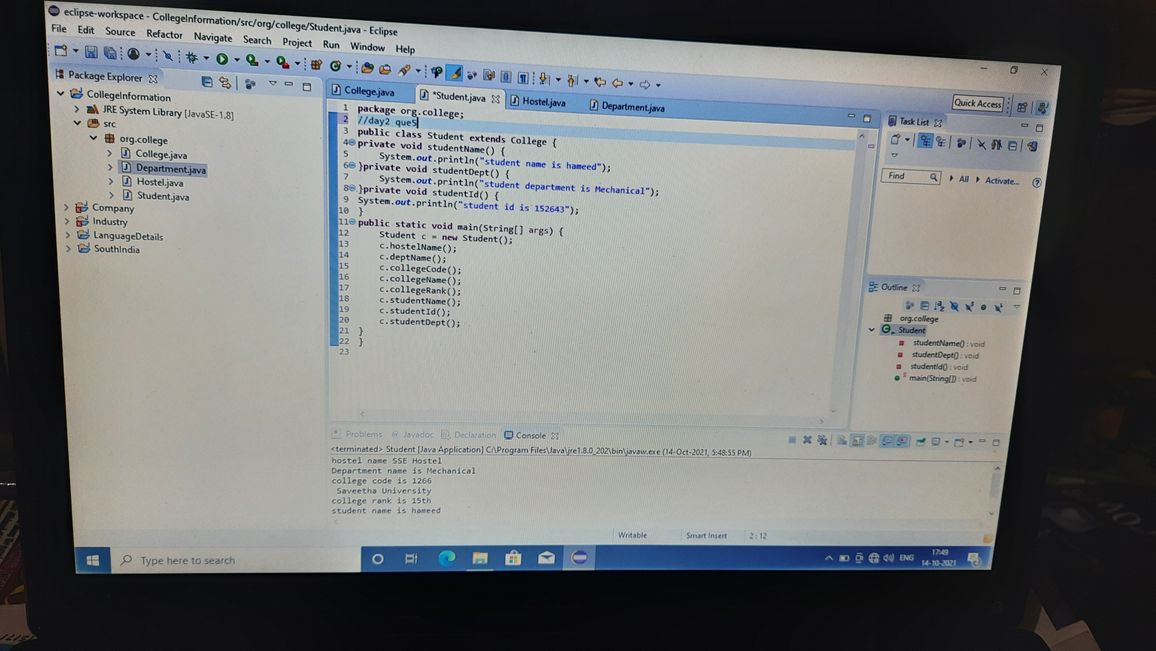 eclipse-workspace - CollegeInformation/src/org/college/Student.java - Eclipse
File Edit Source Refactor Navigate Search Project Run Window Help
Quick Access
Package Explorer
CollegeInformation
JRE System Library [JavaSE-1.8]
src
org.college
College.java
Department.java
Hostel.java
Student.java
Company
Industry
LanguageDetails
SouthIndia
College.java *Student.java Hostel.java Department.java
1 package org.college;
2 //day2 que5
3 public class Student extends College {
4 private void studentName() {
5 System.out.println("student name is hameed");
6 }private void studentDept() {
7 System.out.println("student department is Mechanical");
8 }private void studentId() {
9 System.out.println("student id is 152643");
10 }
11 public static void main(String[] args) {
12 Student c = new Student();
13 c.hostelName();
14 c.deptName();
15 c.collegeCode();
16 c.collegeName();
17 c.collegeRank();
18 c.studentName();
19 c.studentId();
20 c.studentDept();
21 }
22 }
23
Task List
Find All Activate...
Outline
org.college
Student
studentName() : void
studentDept() : void
studentId() : void
main(String[]) : void
Problems Javadoc Declaration Console
<terminated> Student [Java Application] C:\Program Files\Java\jre1.8.0_202\bin\javaw.exe (14-Oct-2021, 5:48:55 PM)
hostel name SSE Hostel
Department name is Mechanical
college code is 1266
Saveetha University
college rank is 15th
student name is hameed
Writable Smart Insert 2 : 12
Type here to search
ENG
17:49
14-10-2021